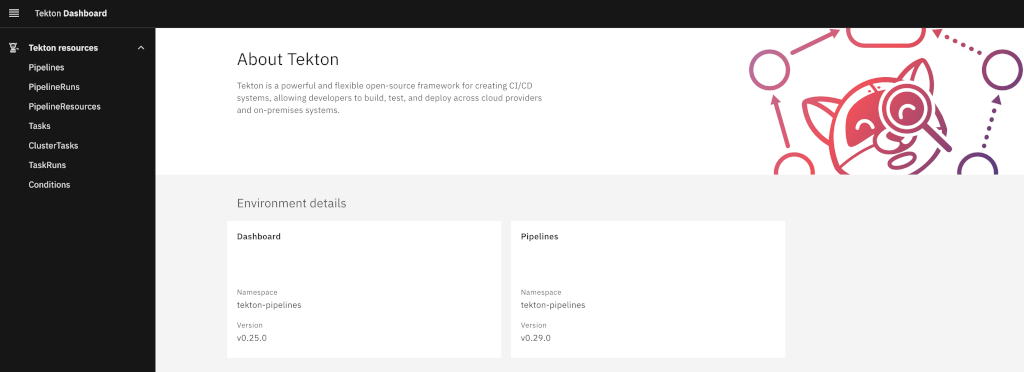 Tekton Dashboard
Tekton resources
Pipelines
PipelineRuns
PipelineResources
Tasks
ClusterTasks
TaskRuns
Conditions
About Tekton
Tekton is a powerful and flexible open-source framework for creating CI/CD
systems, allowing developers to build, test, and deploy across cloud providers
and on-premises systems.
Environment details
Dashboard
Namespace
tekton-pipelines
Version
v0.25.0
Pipelines
Namespace
tekton-pipelines
Version
v0.29.0